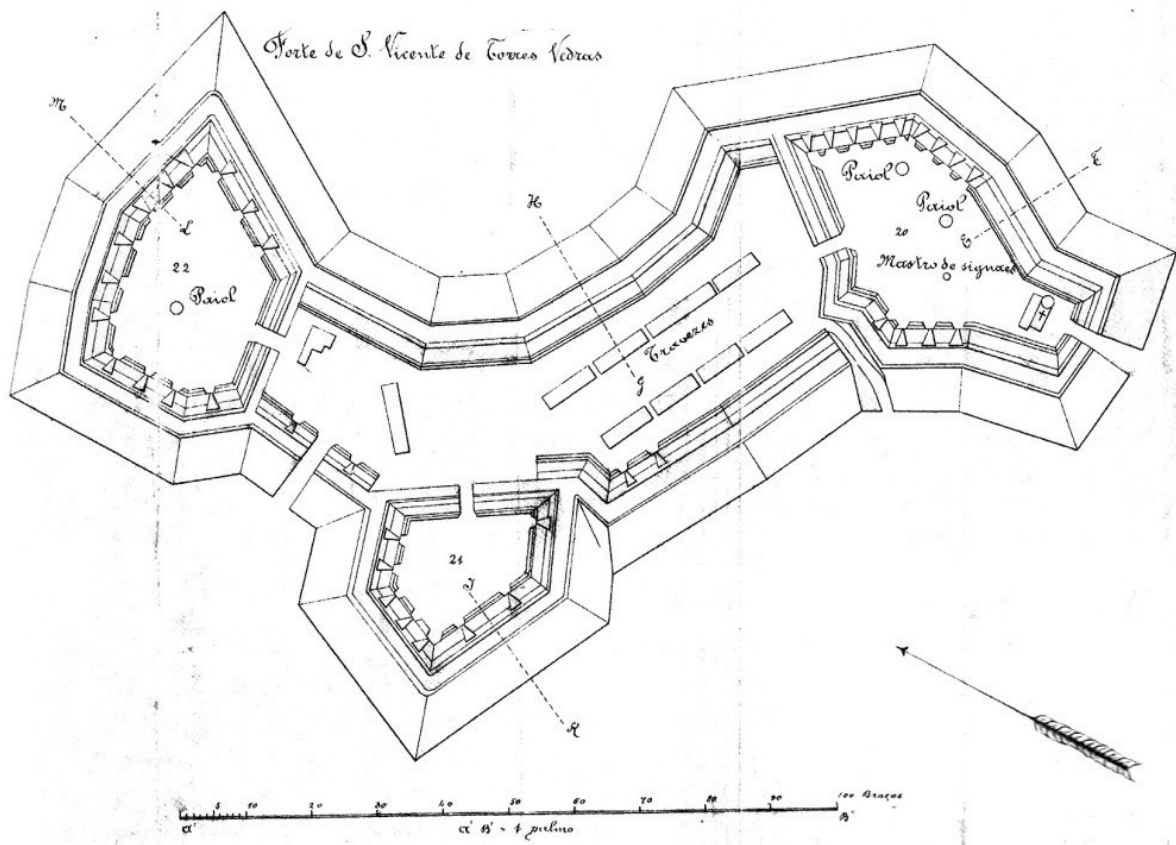 Forte de S. Vicente de Torres Vedras
M
L
22
Paiol
H
G
Travezes
Paiol
Paiol
20
E
Mastro de signaes
21
J
K
5 10 20 30 40 50 60 70 80 90 100 Braças
a' B'
a' B' = 1 palmo